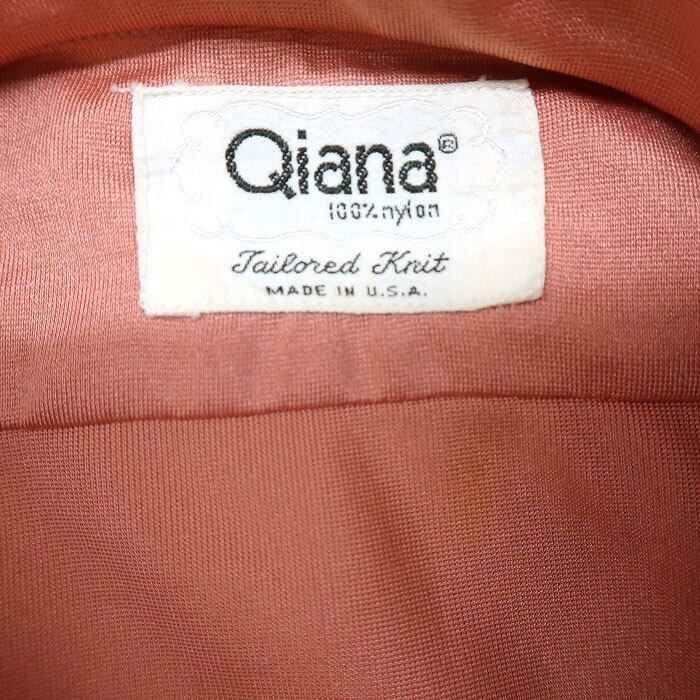 Qiana®
100% nylon
Tailored Knit
MADE IN U.S.A.